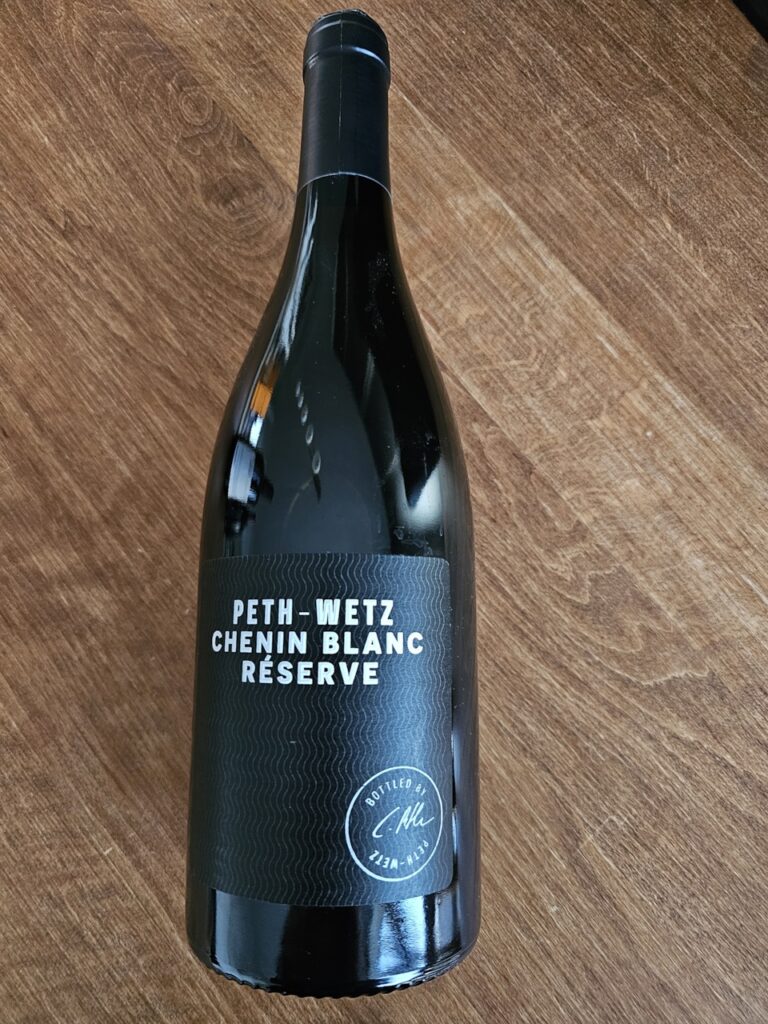 PETH-WETZ
CHENIN BLANC
RÉSERVE
BOTTLED BY
PETH-WETZ